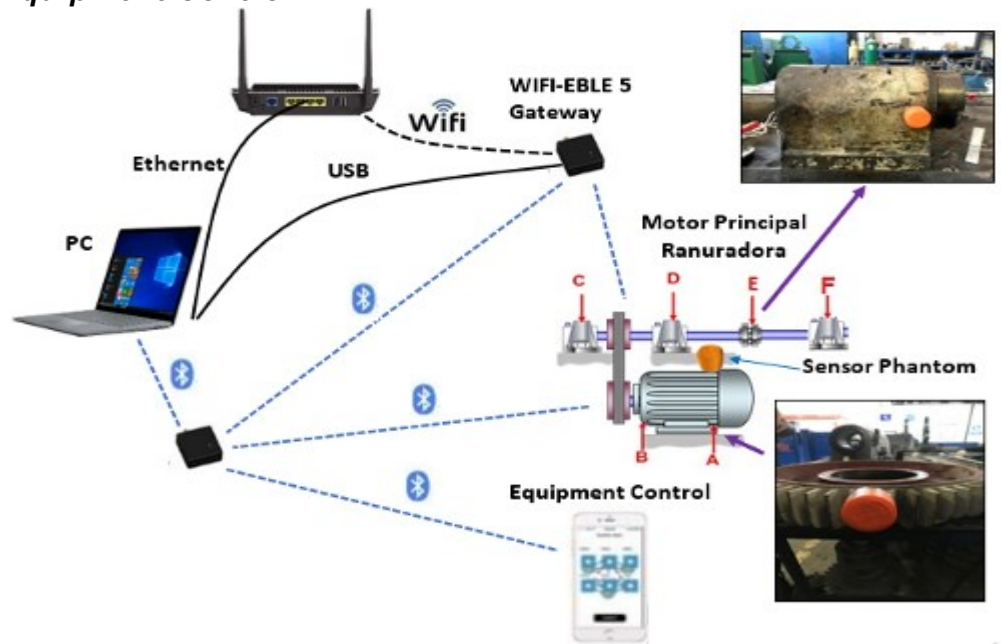 WIFI-EBLE 5
Gateway
Wifi
Ethernet
USB
PC
Motor Principal
Ranuradora
C
D
E
F
Sensor Phantom
B
A
Equipment Control